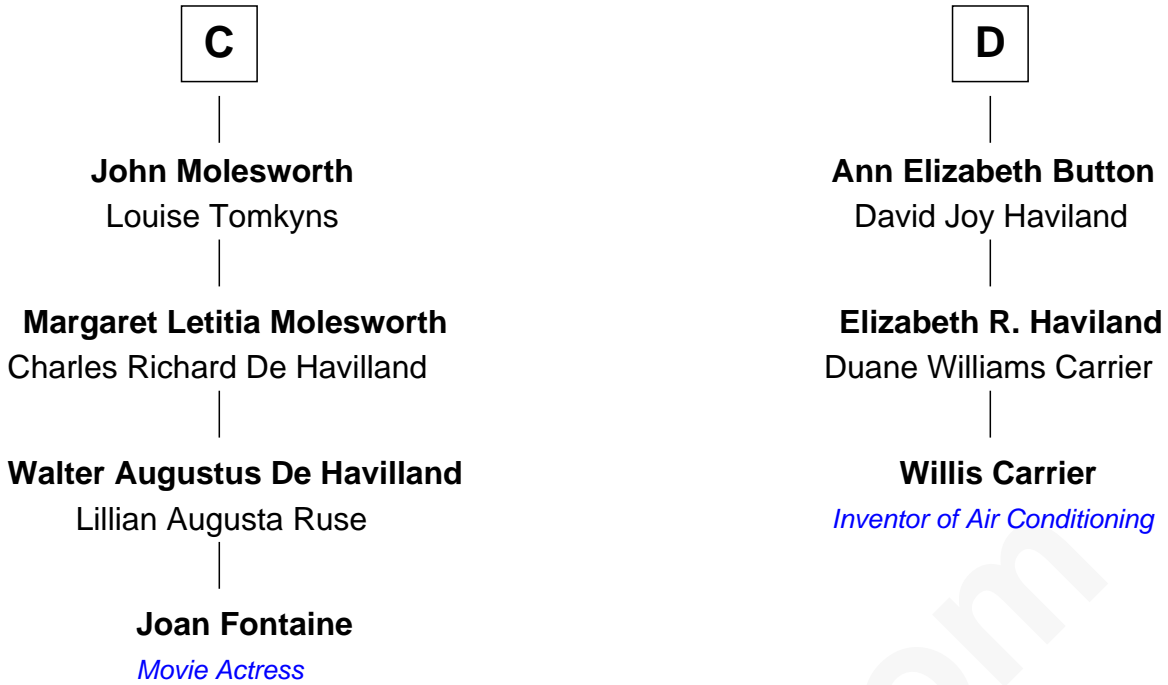 C
John Molesworth
Louise Tomkyns
Margaret Letitia Molesworth
Charles Richard De Havilland
Walter Augustus De Havilland
Lillian Augusta Ruse
Joan Fontaine
Movie Actress
D
Ann Elizabeth Button
David Joy Haviland
Elizabeth R. Haviland
Duane Williams Carrier
Willis Carrier
Inventor of Air Conditioning
om